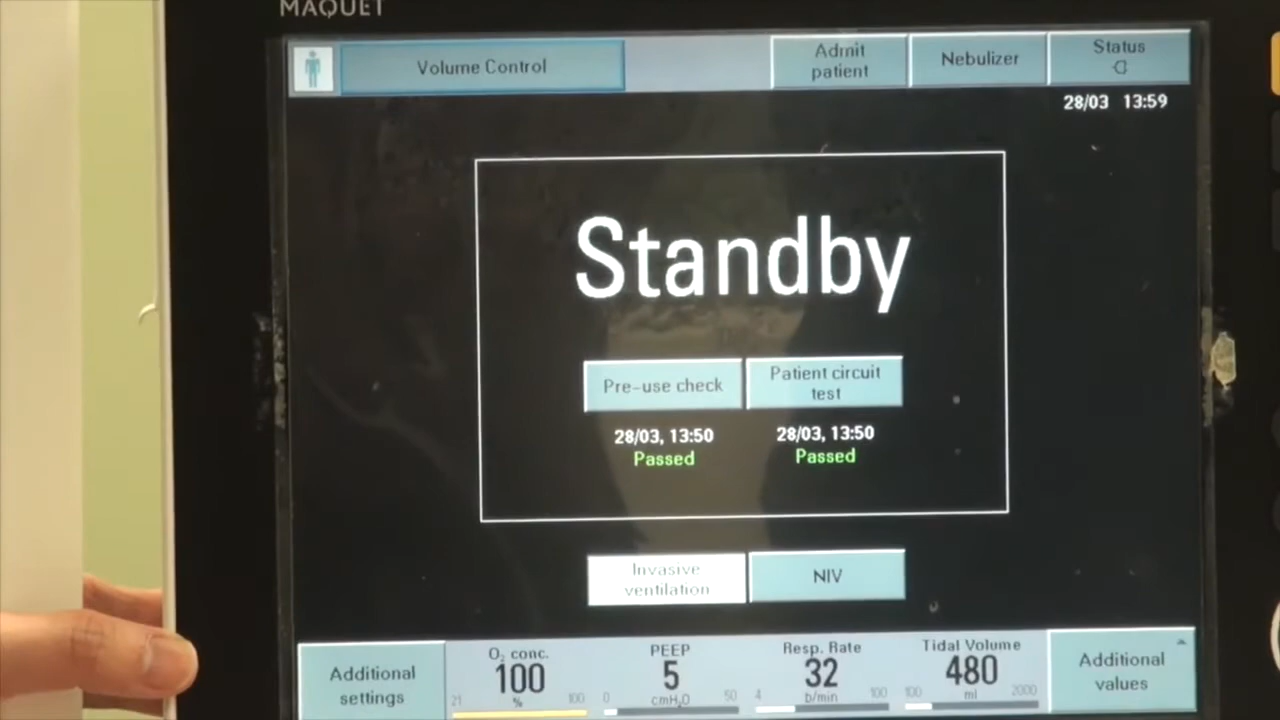 MAQUET
Volume Control
Admit
patient
Nebulizer
Status
28/03 13:59
Standby
Pre-use check
Patient circuit
test
28/03, 13:50
Passed
28/03, 13:50
Passed
Invasive
ventilation
NIV
Additional
settings
O₂ conc.
100
21 % 100
PEEP
5
0 cmH₂O 50
Resp. Rate
32
4 b/min 100
Tidal Volume
480
100 ml 2000
Additional
values